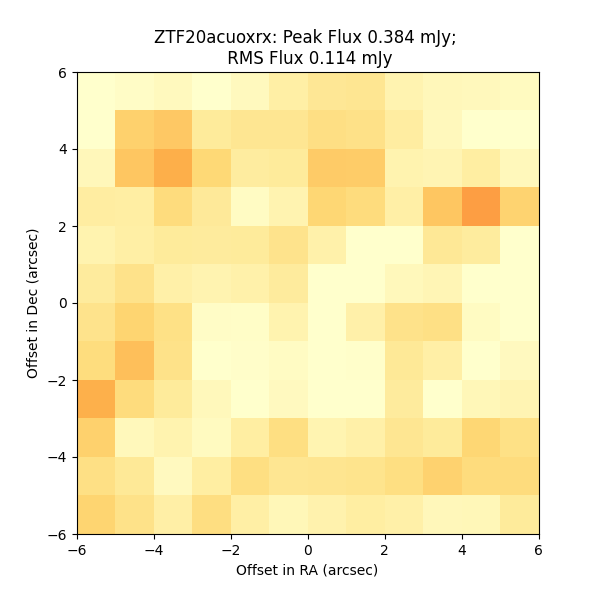 ZTF20acuoxrx: Peak Flux 0.384 mJy;
RMS Flux 0.114 mJy
6
4
2
0
−2
−4
−6
Offset in Dec (arcsec)
−6 −4 −2 0 2 4 6
Offset in RA (arcsec)